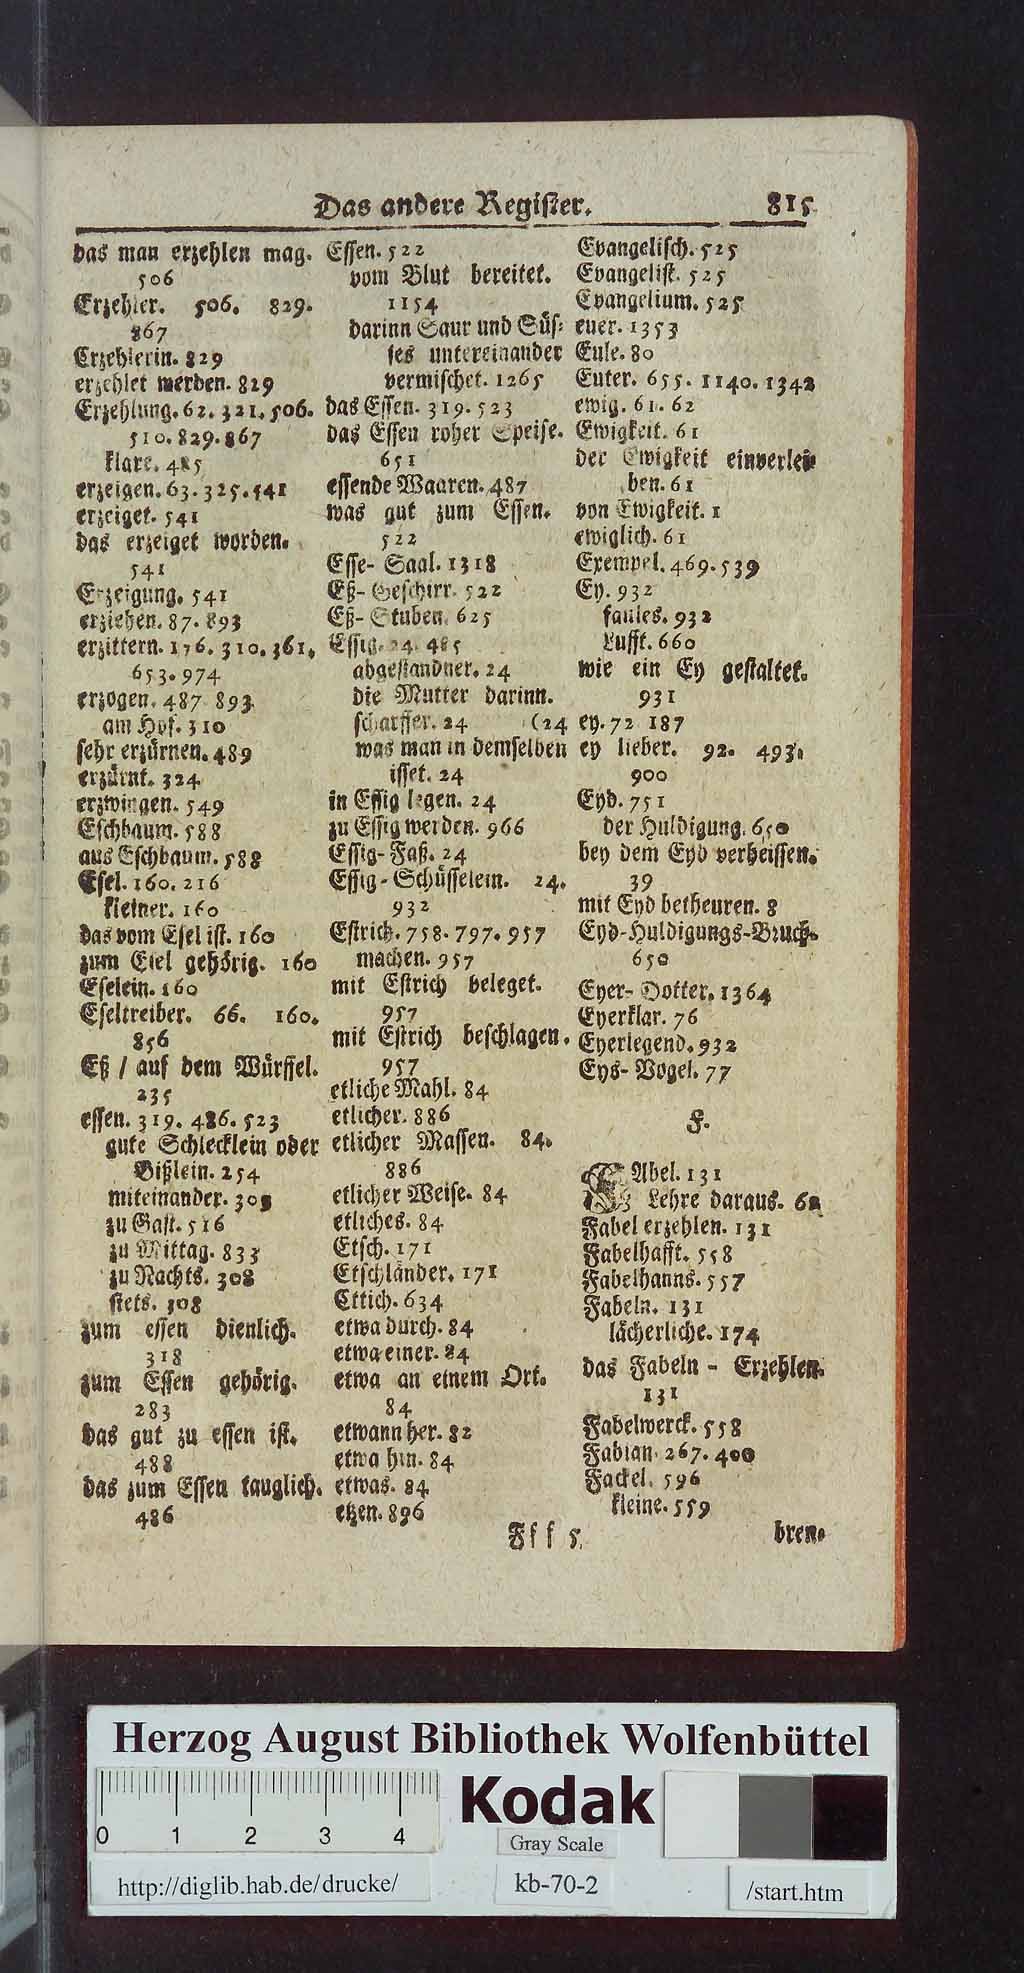 Das andere Register. 815
das man erzehlen mag.
506
Erzehler. 506. 829.
867
Erzehlerin. 829
erzehlet werden. 829
Erzehlung. 62. 321. 506.
510. 829. 867
klare. 485
erzeigen. 63. 325. 541
erzeiget. 541
das erzeiget worden.
541
Erzeigung. 541
erziehen. 87. 893
erzittern. 176. 310. 361.
653. 974
erzogen. 487 893
am Hof. 310
sehr erzürnen. 489
erzürnt. 324
erzwingen. 549
Eschbaum. 588
aus Eschbaum. 588
Esel. 160. 216
kleiner. 160
das vom Esel ist. 160
zum Esel gehörig. 160
Eselein. 160
Eseltreiber. 66. 160.
856
Eß / auf dem Würffel.
235
essen. 319. 486. 523
gute Schlecklein oder
Bißlein. 254
miteinander. 308
zu Gast. 516
zu Mittag. 833
zu Nachts. 308
stets. 308
zum essen dienlich.
318
zum Essen gehörig.
283
das gut zu essen ist.
488
das zum Essen tauglich.
486
Essen. 522
vom Blut bereitet.
1154
darinn Saur und Süs-
ses untereinander
vermischet. 1265
das Essen. 319. 523
das Essen roher Speise.
651
essende Waaren. 487
was gut zum Essen.
522
Esse- Saal. 1318
Eß- Geschirr. 522
Eß- Stuben. 625
Essig. 24. 485
abgestandner. 24
die Mutter darinn.
scharffer. 24 (24
was man in demselben
isset. 24
in Essig legen. 24
zu Essig werden. 966
Essig- Faß. 24
Essig- Schüsselein. 24.
932
Estrich. 758. 797. 957
machen. 957
mit Estrich beleget.
957
mit Estrich beschlagen.
957
etliche Mahl. 84
etlicher. 886
etlicher Massen. 84.
886
etlicher Weise. 84
etliches. 84
Etsch. 171
Etschländer. 171
Ettich. 634
etwa durch. 84
etwa einer. 84
etwa an einem Ort.
84
etwann her. 82
etwa hin. 84
etwas. 84
etzen. 896
Evangelisch. 525
Evangelist. 525
Evangelium. 525
euer. 1353
Eule. 80
Euter. 655. 1140. 1342
ewig. 61. 62
Ewigkeit. 61
der Ewigkeit einverlei-
ben. 61
von Ewigkeit. 1
ewiglich. 61
Exempel. 469. 539
Ey. 932
faules. 932
Lufft. 660
wie ein Ey gestaltet.
931
ey. 72 187
ey lieber. 92. 493.
900
Eyd. 751
der Huldigung. 650
bey dem Eyd verheissen.
39
mit Eyd betheuren. 8
Eyd-Huldigungs-Bruch.
650
Eyer- Dotter. 1364
Eyerklar. 76
Eyerlegend. 932
Eys- Vogel. 77
F.
FAbel. 131
Lehre daraus. 62
Fabel erzehlen. 131
Fabelhafft. 558
Fabelhanns. 557
Fabeln. 131
lächerliche. 174
das Fabeln - Erzehlen.
131
Fabelwerck. 558
Fabian. 267. 400
Fackel. 596
kleine. 559
Fff 5 bren-
Herzog August Bibliothek Wolfenbüttel
0 1 2 3 4
Kodak
Gray Scale
http://diglib.hab.de/drucke/
kb-70-2
/start.htm